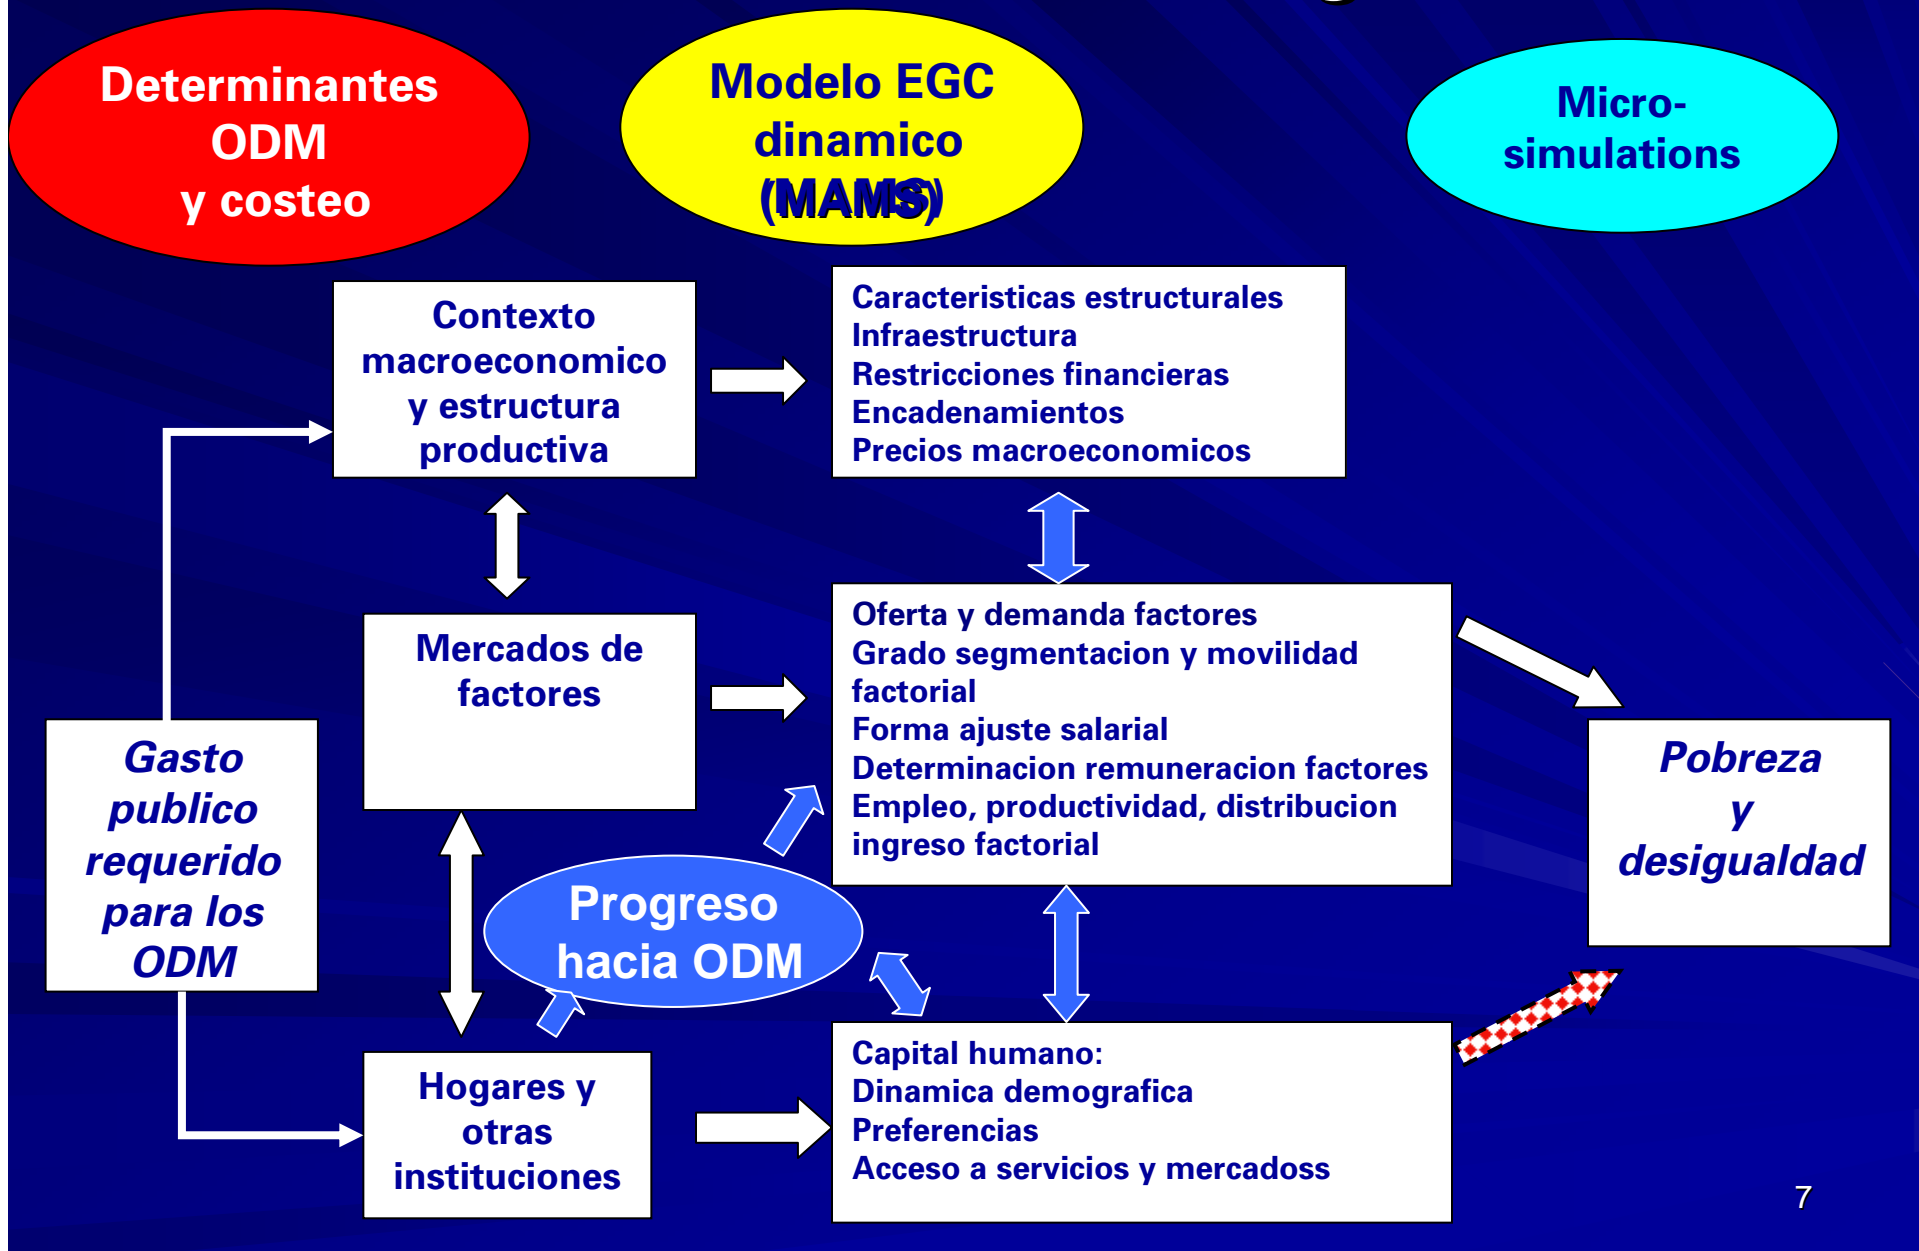 Determinantes
ODM
y costeo
Modelo EGC
dinamico
(MAMS)
Micro-
simulations
Contexto
macroeconomico
y estructura
productiva
Caracteristicas estructurales
Infraestructura
Restricciones financieras
Encadenamientos
Precios macroeconomicos
Mercados de
factores
Oferta y demanda factores
Grado segmentacion y movilidad
factorial
Forma ajuste salarial
Determinacion remuneracion factores
Empleo, productividad, distribucion
ingreso factorial
Gasto
publico
requerido
para los
ODM
Pobreza
y
desigualdad
Progreso
hacia ODM
Hogares y
otras
instituciones
Capital humano:
Dinamica demografica
Preferencias
Acceso a servicios y mercadoss
7